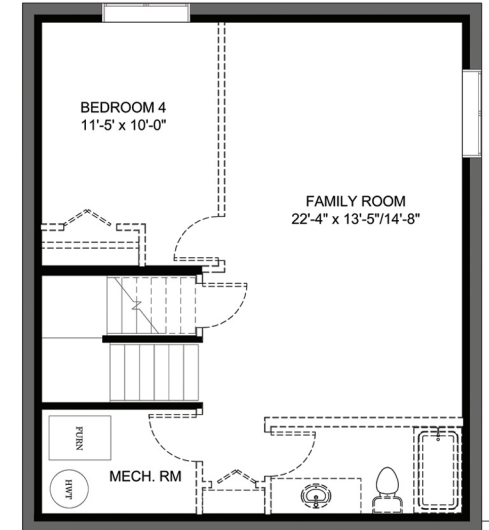 BEDROOM 4
11'-5' x 10'-0"
FAMILY ROOM
22'-4" x 13'-5"/14'-8"
FURN
MECH. RM
HWT